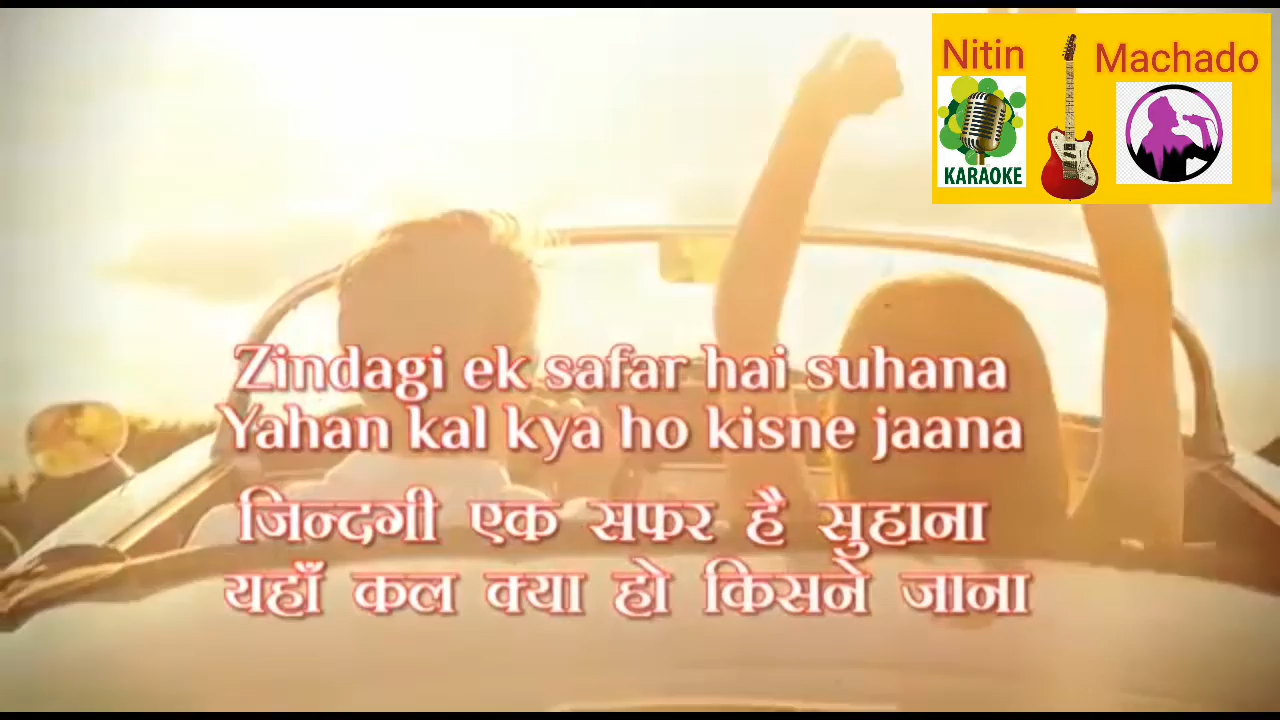 Nitin Machado
KARAOKE
Zindagi ek safar hai suhana
Yahan kal kya ho kisne jaana
जिन्दगी एक सफर है सुहाना
यहाँ कल क्या हो किसने जाना